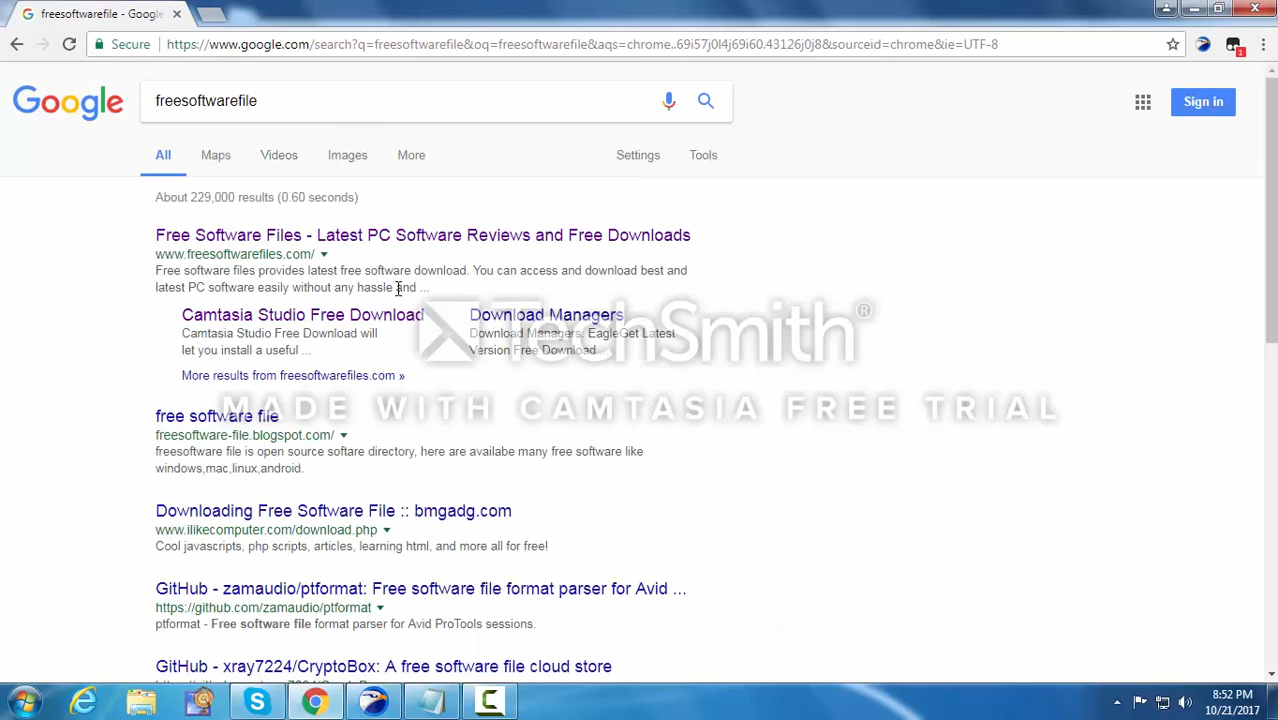 freesoftwarefile - Google
Secure
https://www.google.com/search?q=freesoftwarefile&oq=freesoftwarefile&aqs=chrome..69i57j0l4j69i60.43126j0j8&sourceid=chrome&ie=UTF-8
1
Google
freesoftwarefile
Sign in
All Maps Videos Images More Settings Tools
About 229,000 results (0.60 seconds)
Free Software Files - Latest PC Software Reviews and Free Downloads
www.freesoftwarefiles.com/
Free software files provides latest free software download. You can access and download best and
latest PC software easily without any hassle and ...
Camtasia Studio Free Download
Camtasia Studio Free Download will
let you install a useful ...
Download Managers
Download Managers. EagleGet Latest
Version Free Download ...
More results from freesoftwarefiles.com »
TechSmith®
MADE WITH CAMTASIA FREE TRIAL
free software file
freesoftware-file.blogspot.com/
freesoftware file is open source softare directory, here are availabe many free software like
windows,mac,linux,android.
Downloading Free Software File :: bmgadg.com
www.ilikecomputer.com/download.php
Cool javascripts, php scripts, articles, learning html, and more all for free!
GitHub - zamaudio/ptformat: Free software file format parser for Avid ...
https://github.com/zamaudio/ptformat
ptformat - Free software file format parser for Avid ProTools sessions.
GitHub - xray7224/CryptoBox: A free software file cloud store
8:52 PM
10/21/2017